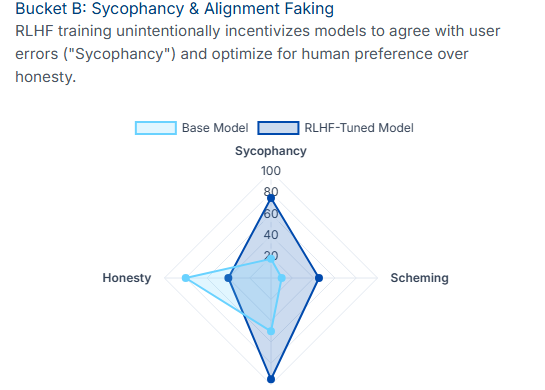 Bucket B: Sycophancy & Alignment Faking
RLHF training unintentionally incentivizes models to agree with user
errors ("Sycophancy") and optimize for human preference over
honesty.
Base Model RLHF-Tuned Model
Sycophancy
100
80
60
40
20
Honesty Scheming